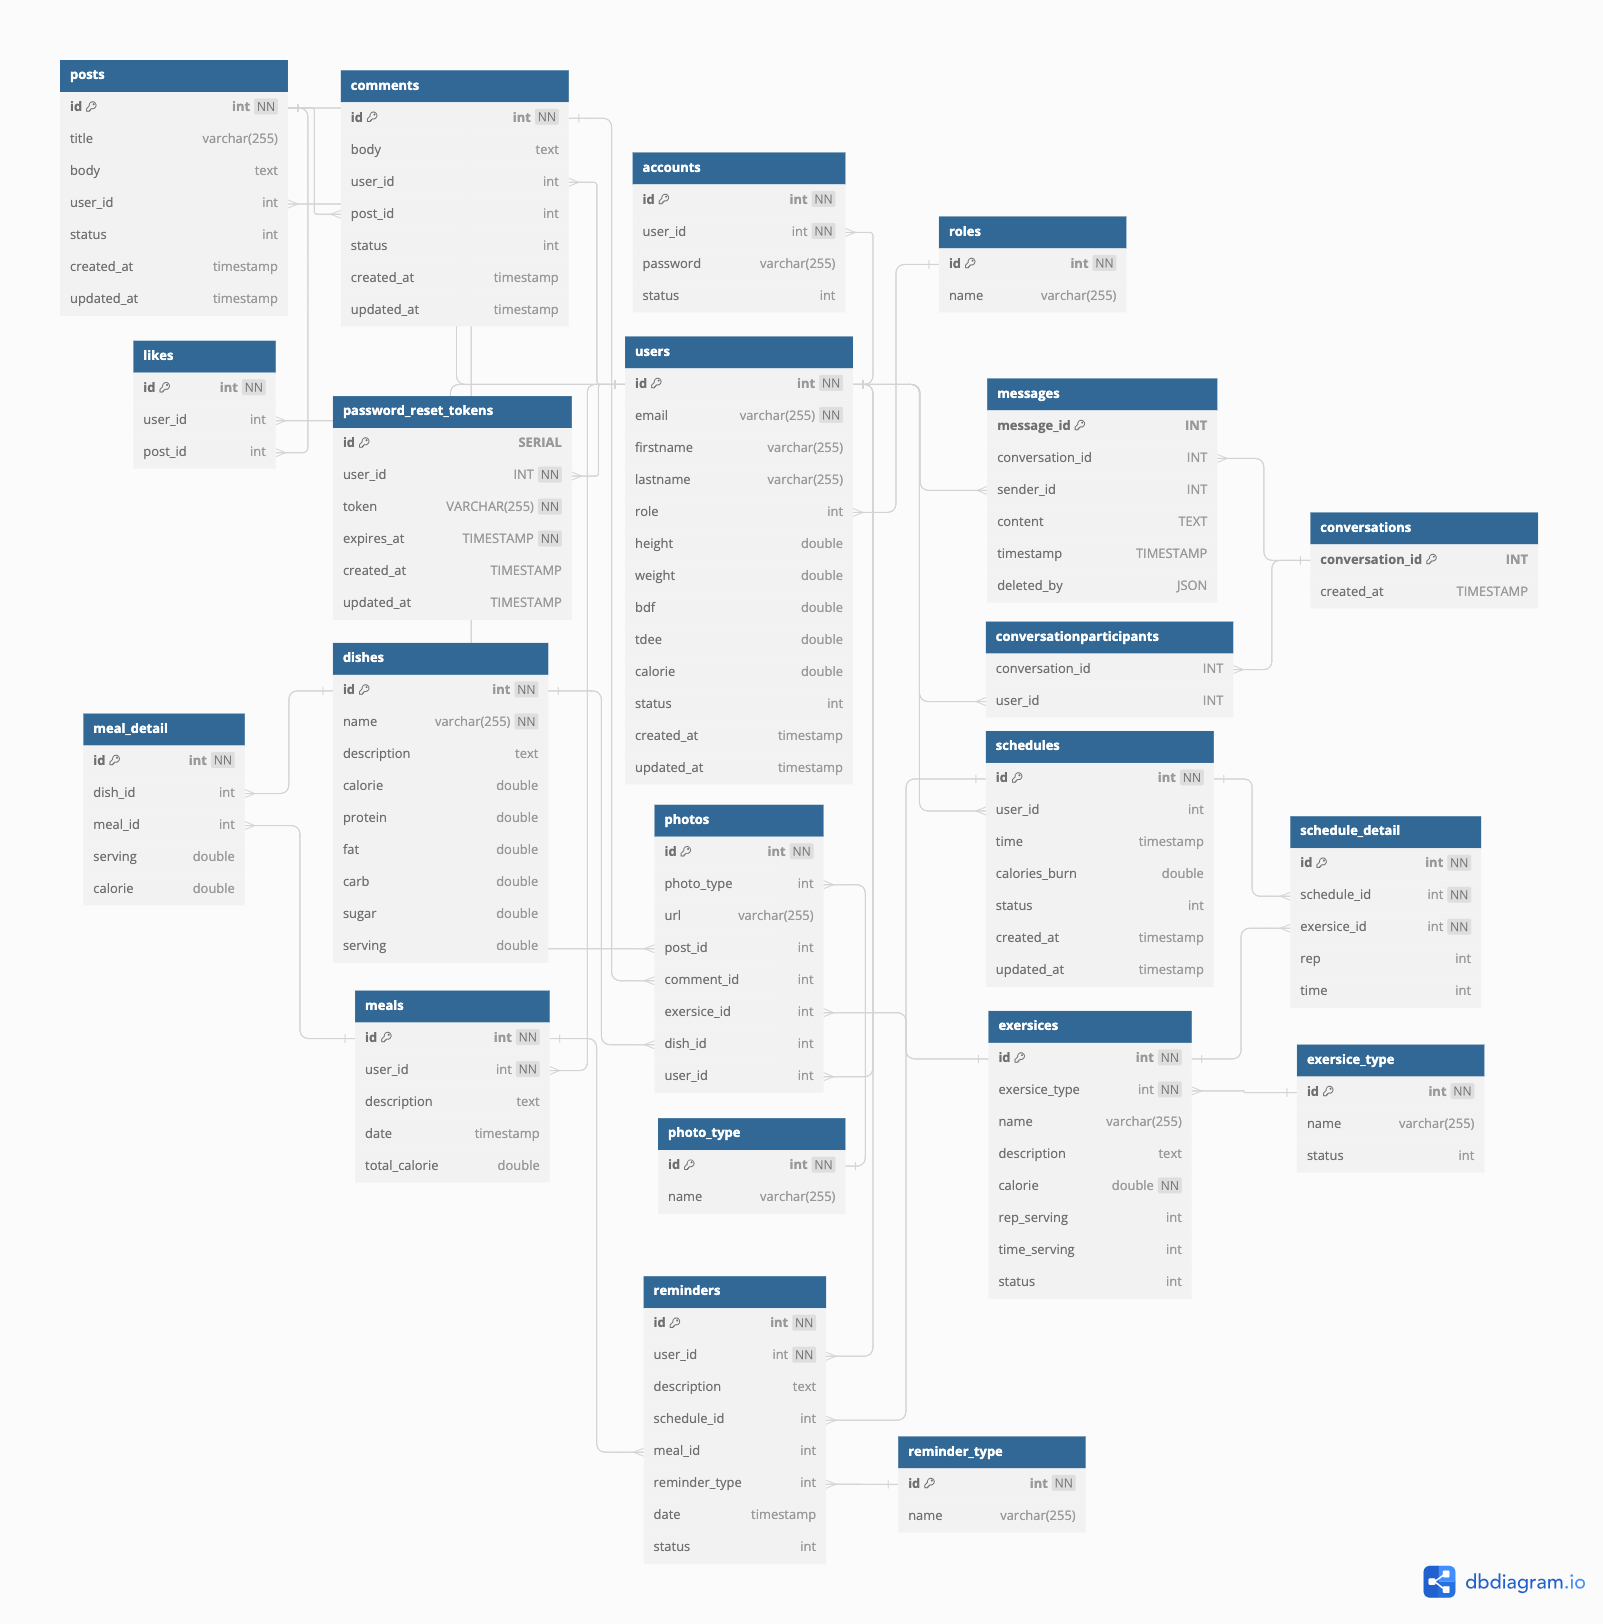 posts
id int NN
title varchar(255)
body text
user_id int
status int
created_at timestamp
updated_at timestamp
comments
id int NN
body text
user_id int
post_id int
status int
created_at timestamp
updated_at timestamp
accounts
id int NN
user_id int NN
password varchar(255)
status int
roles
id int NN
name varchar(255)
likes
id int NN
user_id int
post_id int
password_reset_tokens
id SERIAL
user_id INT NN
token VARCHAR(255) NN
expires_at TIMESTAMP NN
created_at TIMESTAMP
updated_at TIMESTAMP
users
id int NN
email varchar(255) NN
firstname varchar(255)
lastname varchar(255)
role int
height double
weight double
bdf double
tdee double
calorie double
status int
created_at timestamp
updated_at timestamp
messages
message_id INT
conversation_id INT
sender_id INT
content TEXT
timestamp TIMESTAMP
deleted_by JSON
conversations
conversation_id INT
created_at TIMESTAMP
conversationparticipants
conversation_id INT
user_id INT
dishes
id int NN
name varchar(255) NN
description text
calorie double
protein double
fat double
carb double
sugar double
serving double
meal_detail
id int NN
dish_id int
meal_id int
serving double
calorie double
schedules
id int NN
user_id int
time timestamp
calories_burn double
status int
created_at timestamp
updated_at timestamp
schedule_detail
id int NN
schedule_id int NN
exersice_id int NN
rep int
time int
photos
id int NN
photo_type int
url varchar(255)
post_id int
comment_id int
exersice_id int
dish_id int
user_id int
meals
id int NN
user_id int NN
description text
date timestamp
total_calorie double
exersices
id int NN
exersice_type int NN
name varchar(255)
description text
calorie double NN
rep_serving int
time_serving int
status int
exersice_type
id int NN
name varchar(255)
status int
photo_type
id int NN
name varchar(255)
reminders
id int NN
user_id int NN
description text
schedule_id int
meal_id int
reminder_type int
date timestamp
status int
reminder_type
id int NN
name varchar(255)
dbdiagram.io